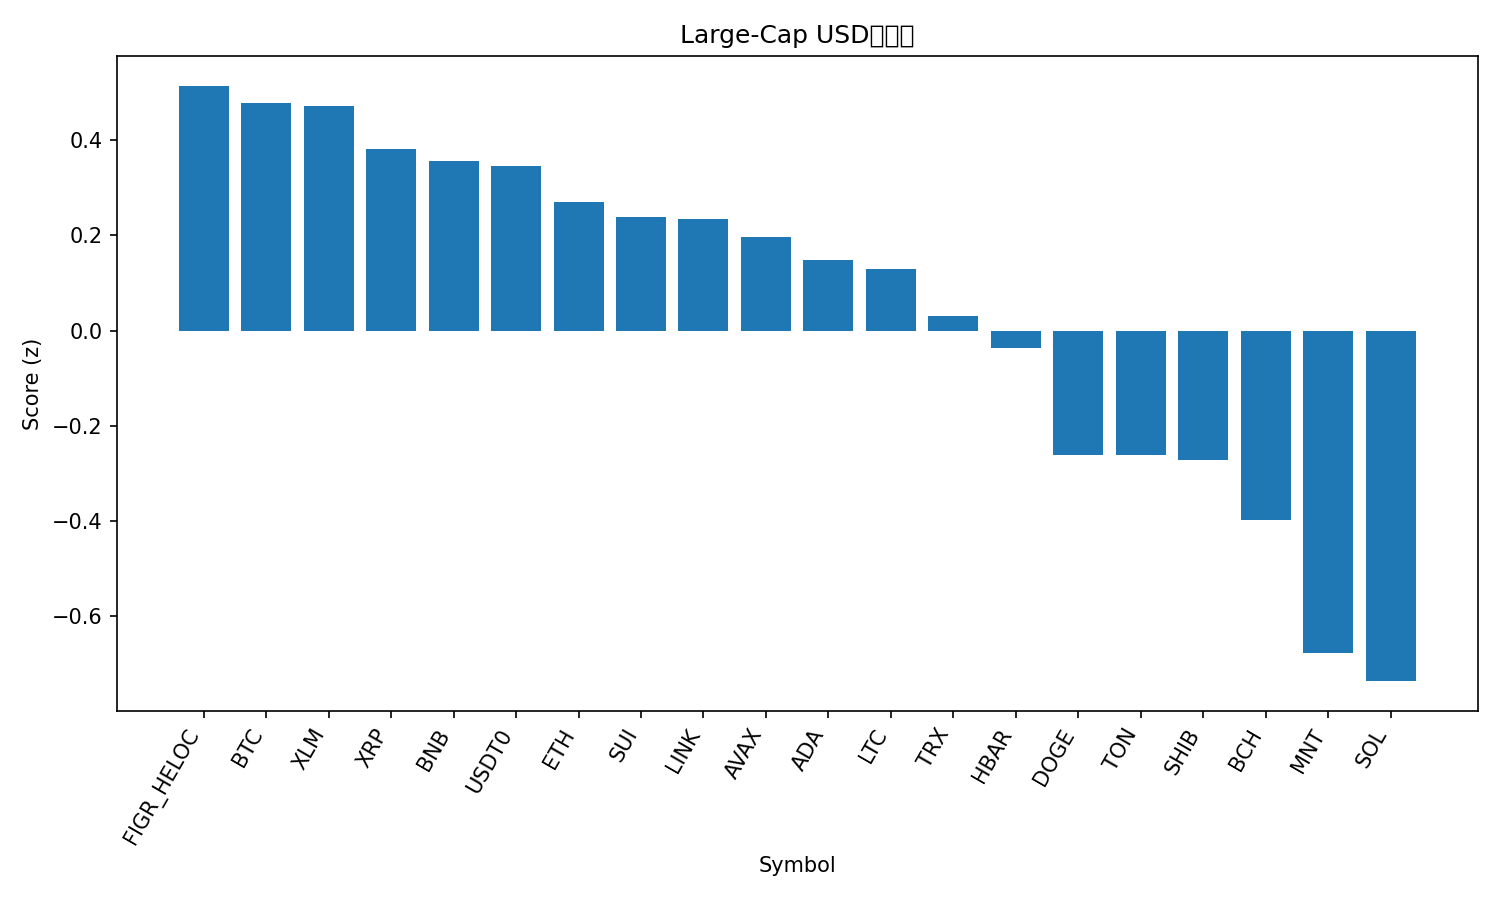 Large-Cap USD
0.4
0.2
0.0
−0.2
−0.4
−0.6
Score (z)
FIGR_HELOC
BTC
XLM
XRP
BNB
USDT0
ETH
SUI
LINK
AVAX
ADA
LTC
TRX
HBAR
DOGE
TON
SHIB
BCH
MNT
SOL
Symbol